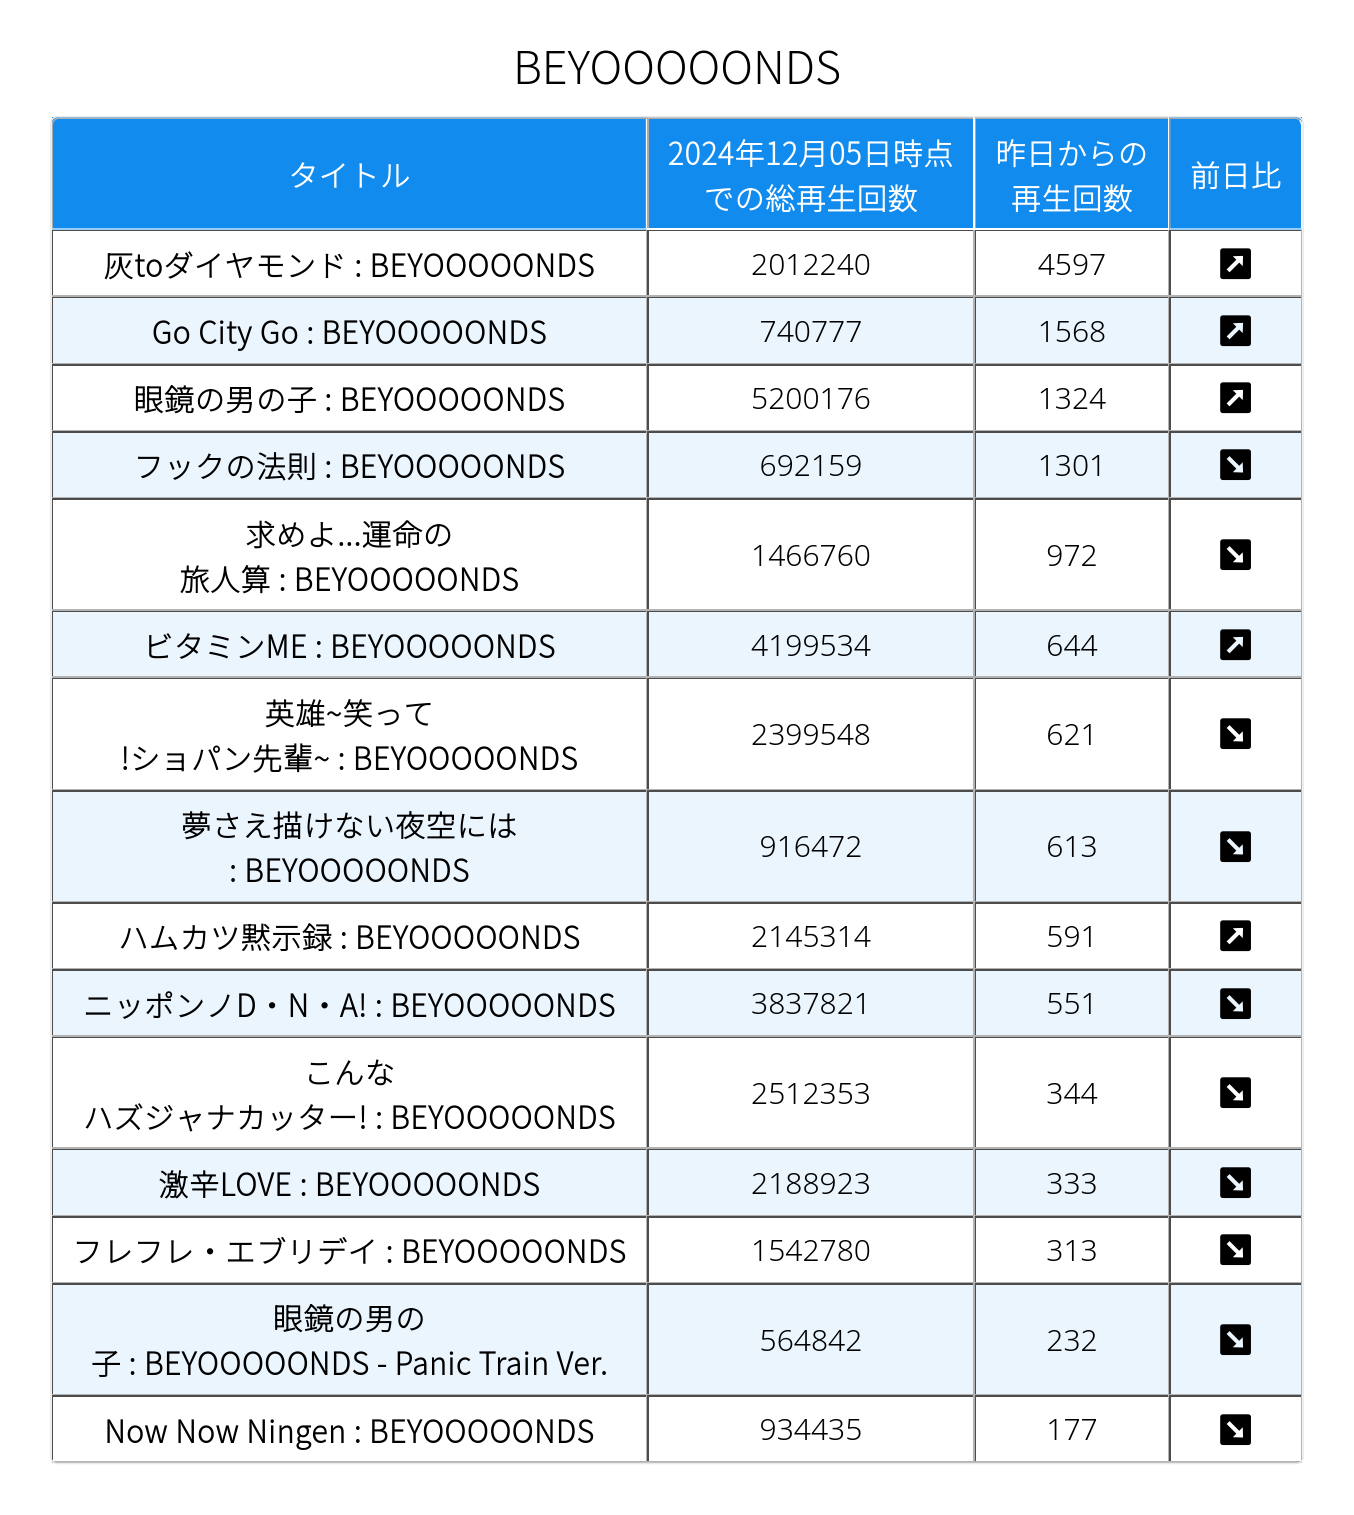 BEYOOOOONDS
タイトル
2024年12月05日時点
での総再生回数
昨日からの
再生回数
前日比
灰toダイヤモンド : BEYOOOOONDS
2012240
4597
Go City Go : BEYOOOOONDS
740777
1568
眼鏡の男の子 : BEYOOOOONDS
5200176
1324
フックの法則 : BEYOOOOONDS
692159
1301
求めよ...運命の
旅人算 : BEYOOOOONDS
1466760
972
ビタミンME : BEYOOOOONDS
4199534
644
英雄~笑って
!ショパン先輩~ : BEYOOOOONDS
2399548
621
夢さえ描けない夜空には
: BEYOOOOONDS
916472
613
ハムカツ黙示録 : BEYOOOOONDS
2145314
591
ニッポンノD・N・A! : BEYOOOOONDS
3837821
551
こんな
ハズジャナカッター! : BEYOOOOONDS
2512353
344
激辛LOVE : BEYOOOOONDS
2188923
333
フレフレ・エブリデイ : BEYOOOOONDS
1542780
313
眼鏡の男の
子 : BEYOOOOONDS - Panic Train Ver.
564842
232
Now Now Ningen : BEYOOOOONDS
934435
177